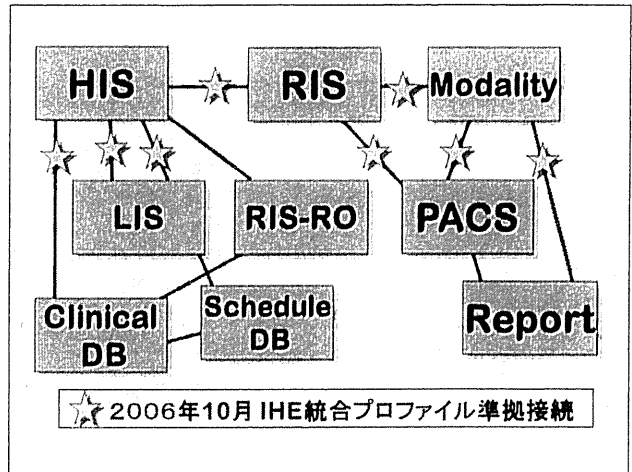 HIS
RIS
Modality
LIS
RIS-RO
PACS
Clinical
DB
Schedule
DB
Report
2006年10月 IHE統合プロファイル準拠接続